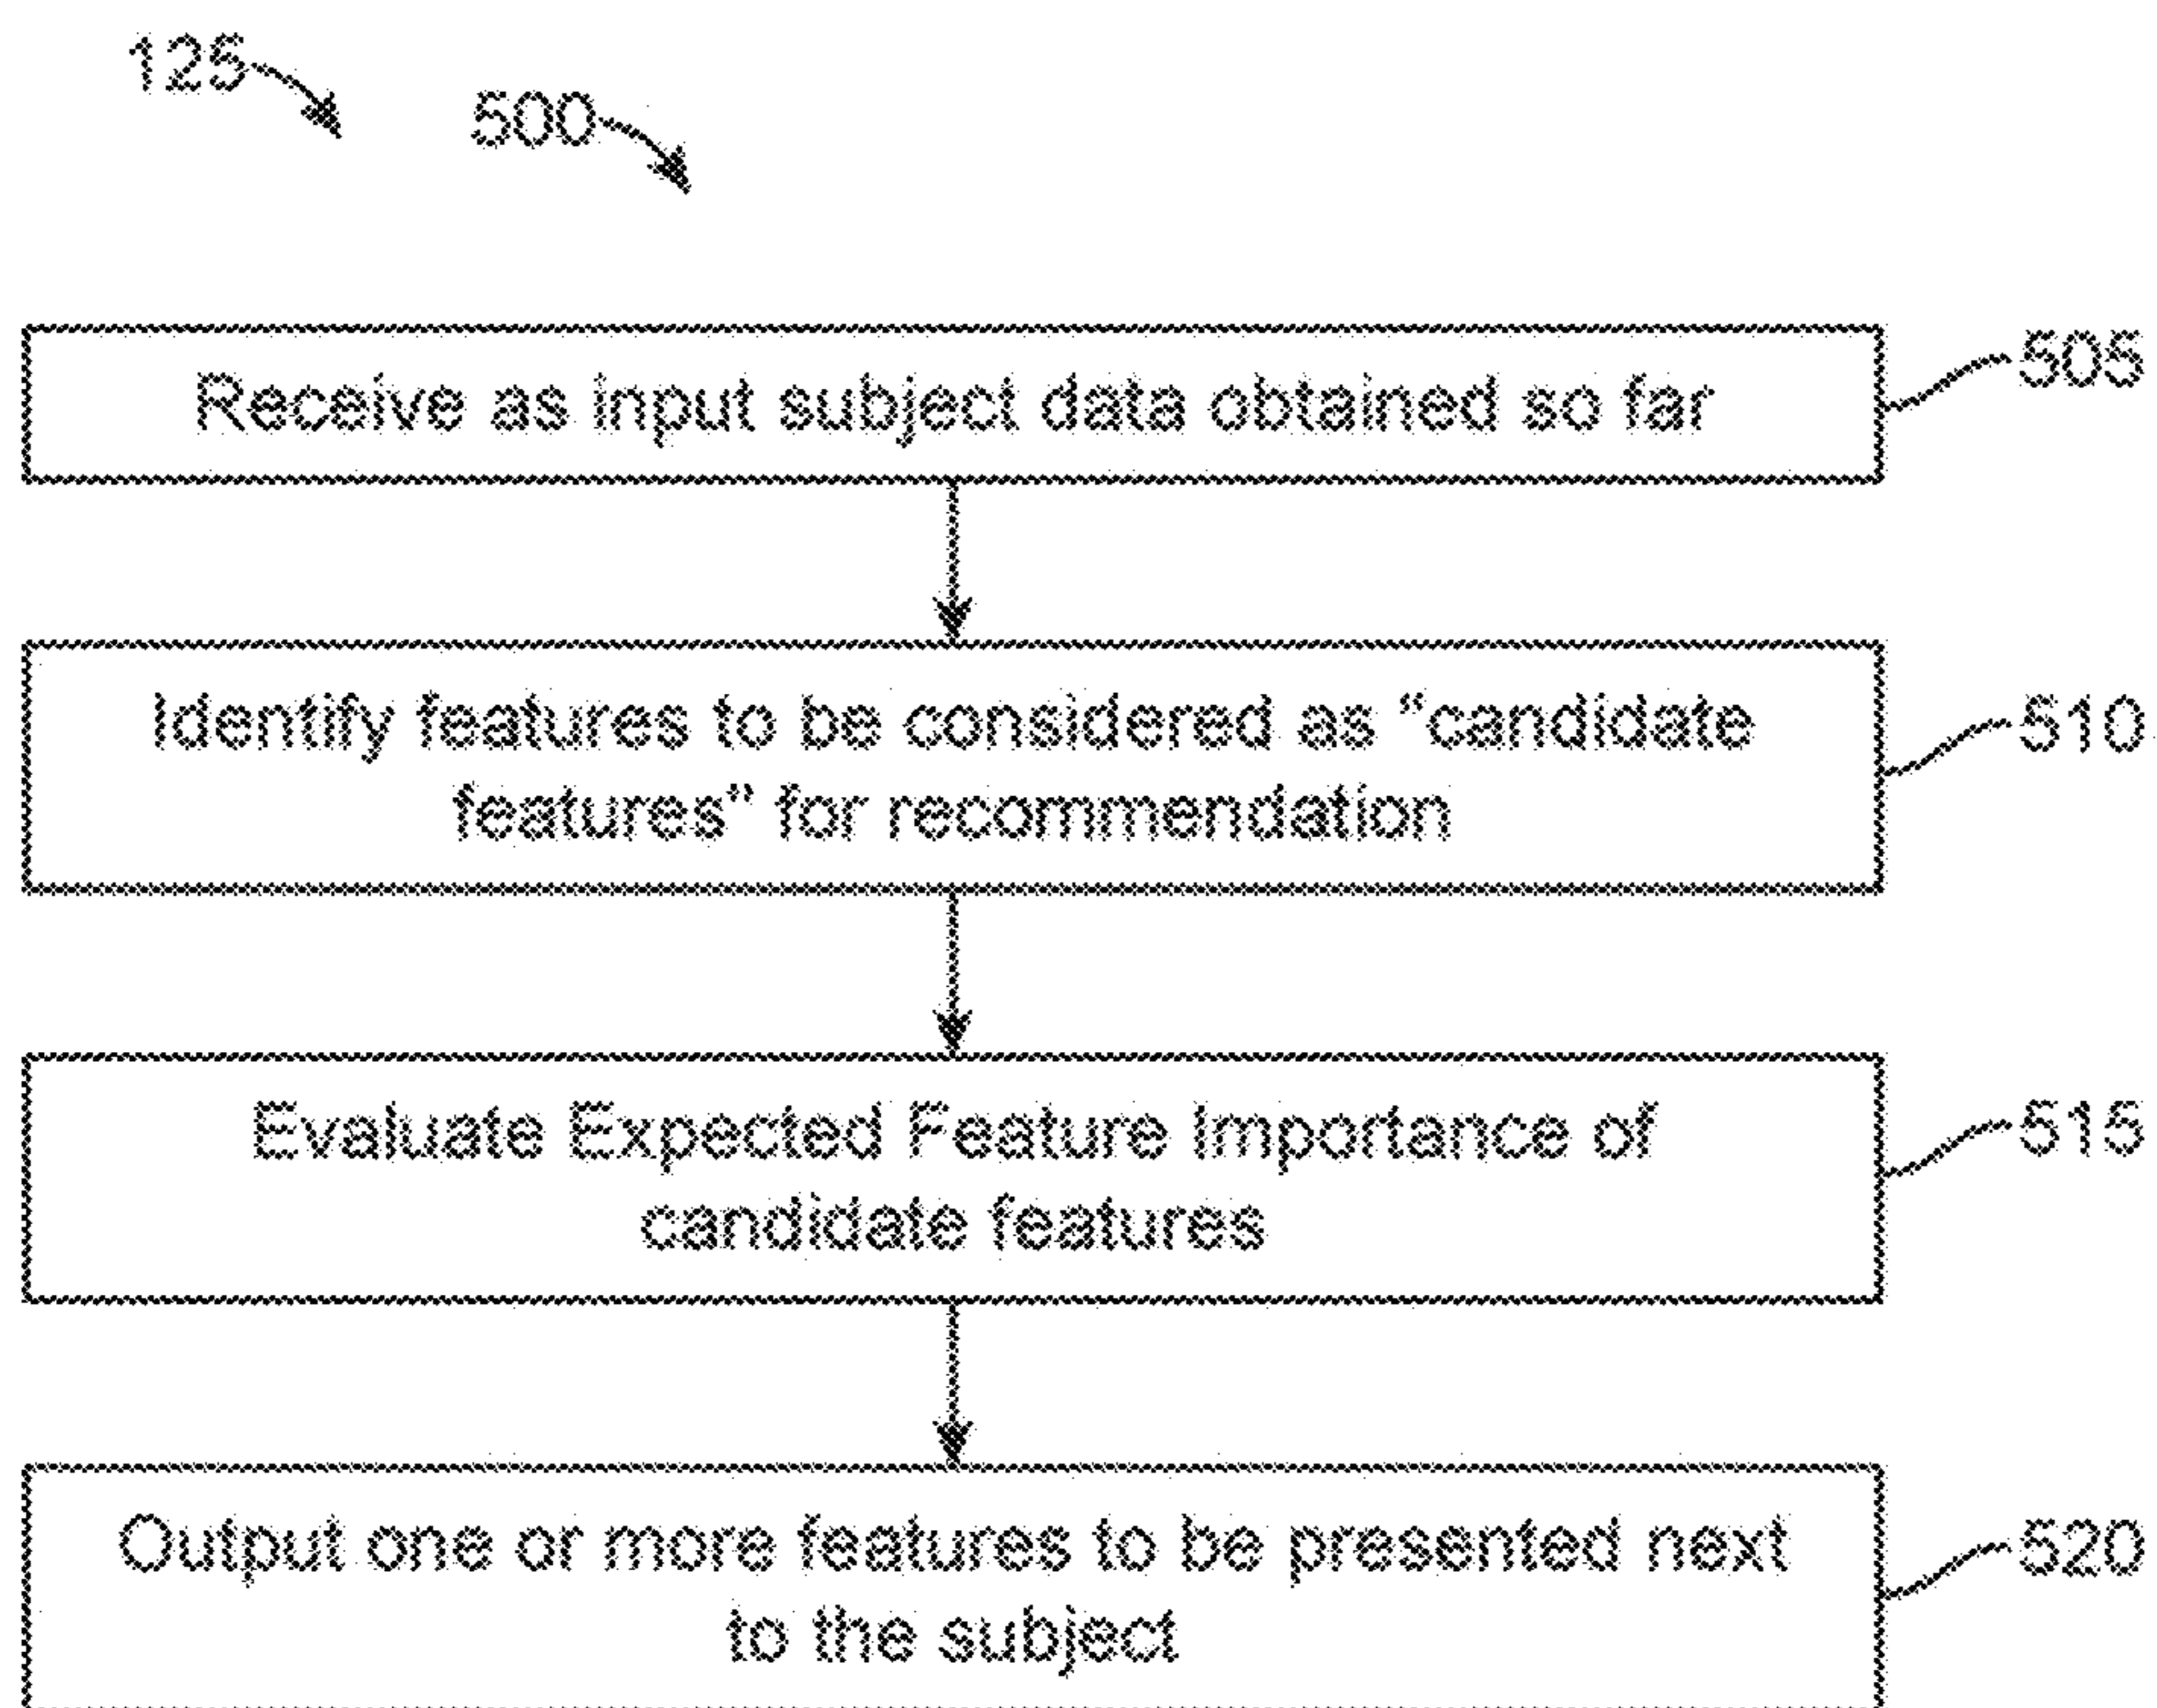 125
500
Receive as input subject data obtained so far
505
Identify features to be considered as “candidate
features” for recommendation
510
Evaluate Expected Feature Importance of
candidate features
515
Output one or more features to be presented next
to the subject
520